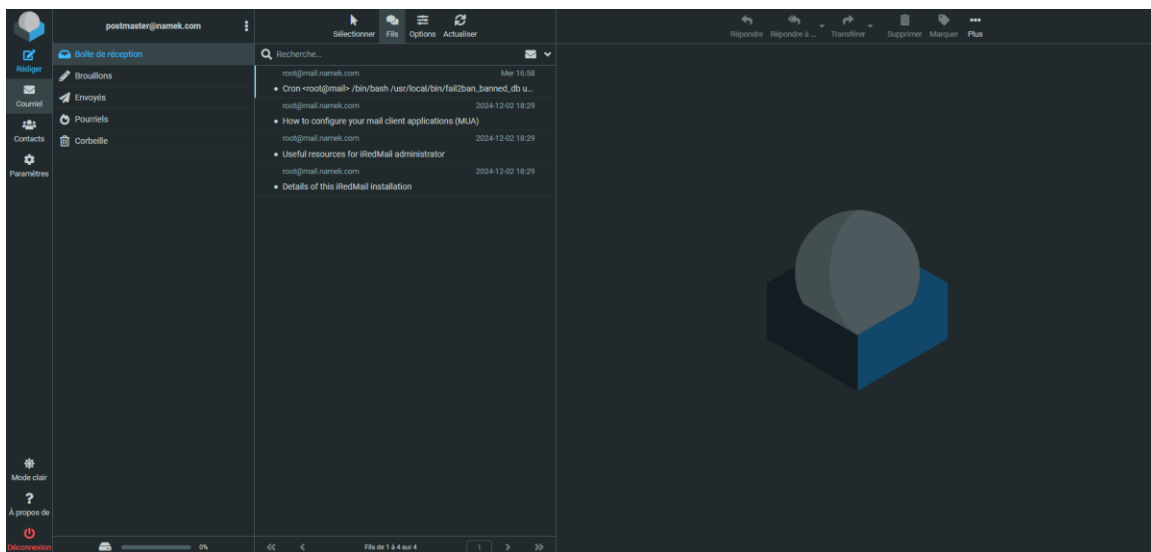 postmaster@namek.com
Rédiger
Courriel
Contacts
Paramètres
Mode clair
À propos de
Déconnexion
Boîte de réception
Brouillons
Envoyés
Pourriels
Corbeille
0%
Sélectionner Fils Options Actualiser
Recherche...
root@mail.namek.com Mer 16:58
Cron <root@mail> /bin/bash /usr/local/bin/fail2ban_banned_db u...
root@mail.namek.com 2024-12-02 18:29
How to configure your mail client applications (MUA)
root@mail.namek.com 2024-12-02 18:29
Useful resources for iRedMail administrator
root@mail.namek.com 2024-12-02 18:29
Details of this iRedMail installation
Fils de 1 à 4 sur 4 1
Répondre Répondre à ... Transférer Supprimer Marquer Plus